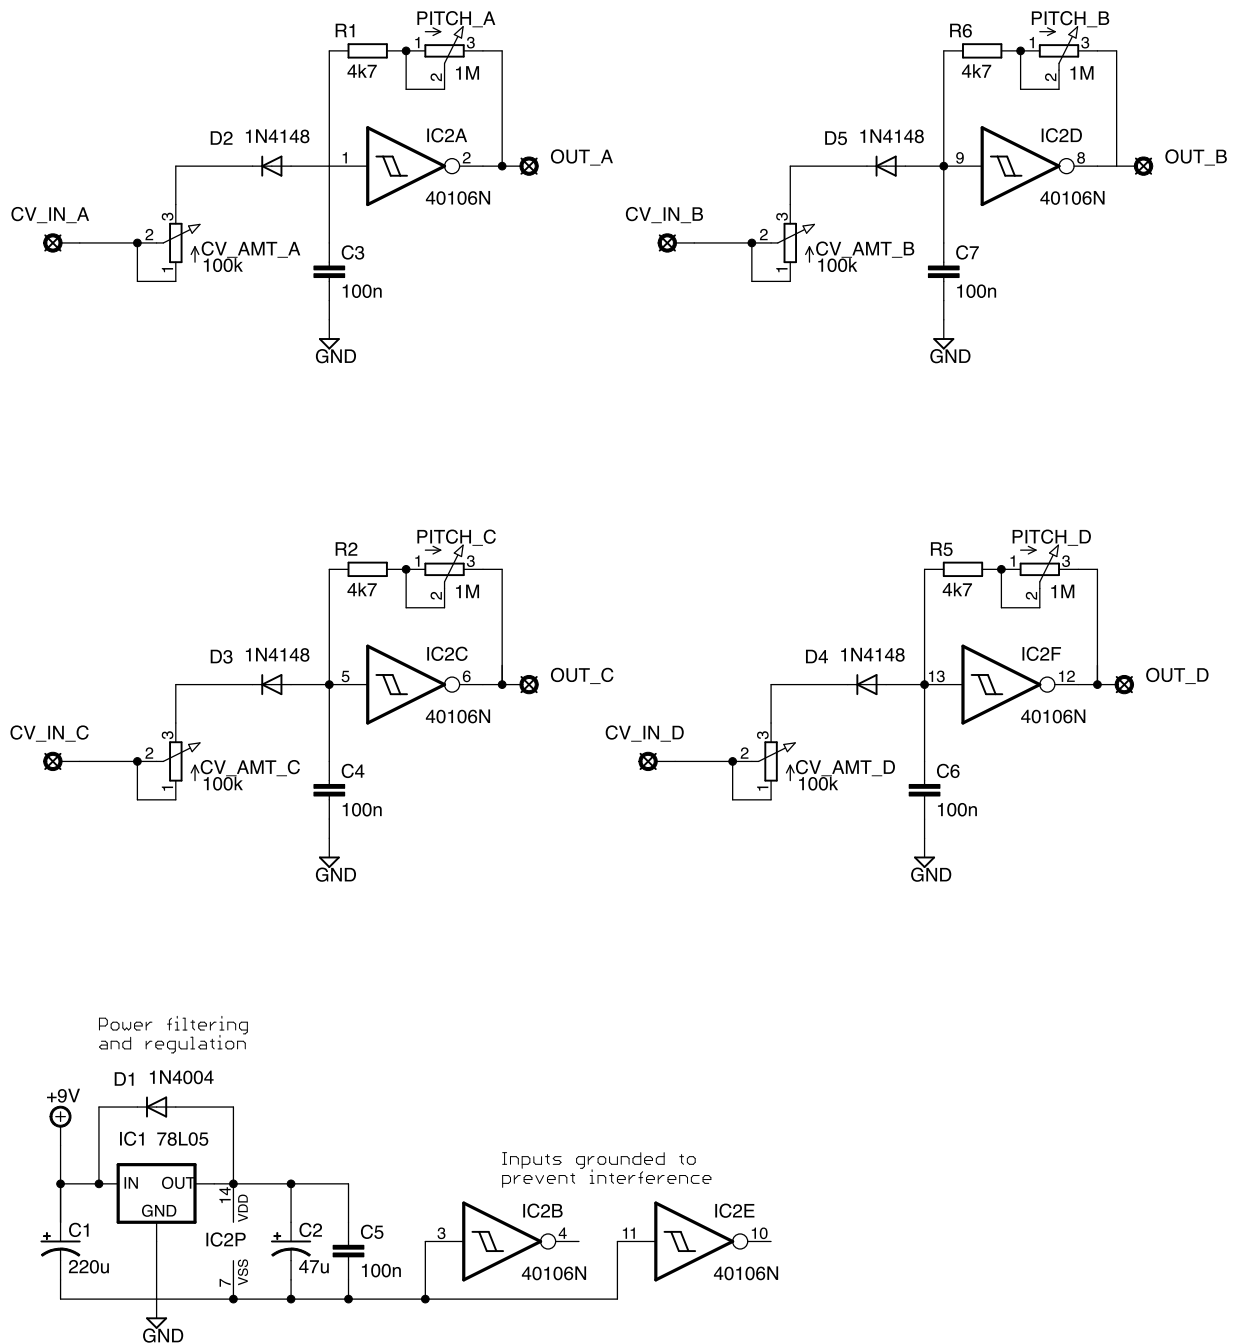 PITCH_A
R1
1
3
4k7
2
1M
D2 1N4148
IC2A
1
2
OUT_A
40106N
CV_IN_A
3
2
1
CV_AMT_A
100k
C3
100n
GND
PITCH_B
R6
1
3
4k7
2
1M
D5 1N4148
IC2D
9
8
OUT_B
40106N
CV_IN_B
3
2
1
CV_AMT_B
100k
C7
100n
GND
PITCH_C
R2
1
3
4k7
2
1M
D3 1N4148
IC2C
5
6
OUT_C
40106N
CV_IN_C
3
2
1
CV_AMT_C
100k
C4
100n
GND
PITCH_D
R5
1
3
4k7
2
1M
D4 1N4148
IC2F
13
12
OUT_D
40106N
CV_IN_D
3
2
1
CV_AMT_D
100k
C6
100n
GND
Power filtering
and regulation
D1 1N4004
+9V
IC1 78L05
IN OUT
GND
14
VDD
+ C1
220u
IC2P
7
VSS
+ C2
47u
C5
100n
GND
Inputs grounded to
prevent interference
IC2B
3
4
40106N
IC2E
11
10
40106N